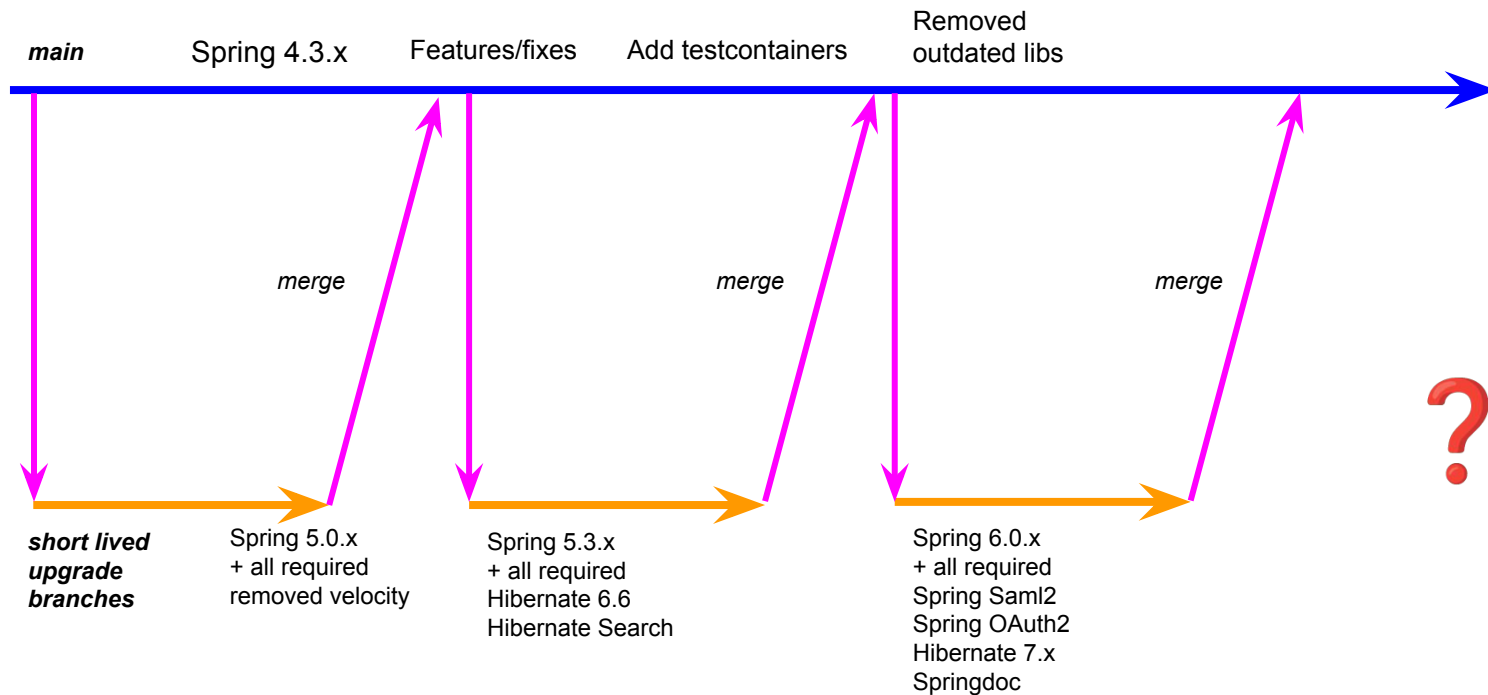 main
Spring 4.3.x
Features/fixes
Add testcontainers
Removed
outdated libs
merge
merge
merge
short lived
upgrade
branches
Spring 5.0.x
+ all required
removed velocity
Spring 5.3.x
+ all required
Hibernate 6.6
Hibernate Search
Spring 6.0.x
+ all required
Spring Saml2
Spring OAuth2
Hibernate 7.x
Springdoc
❓